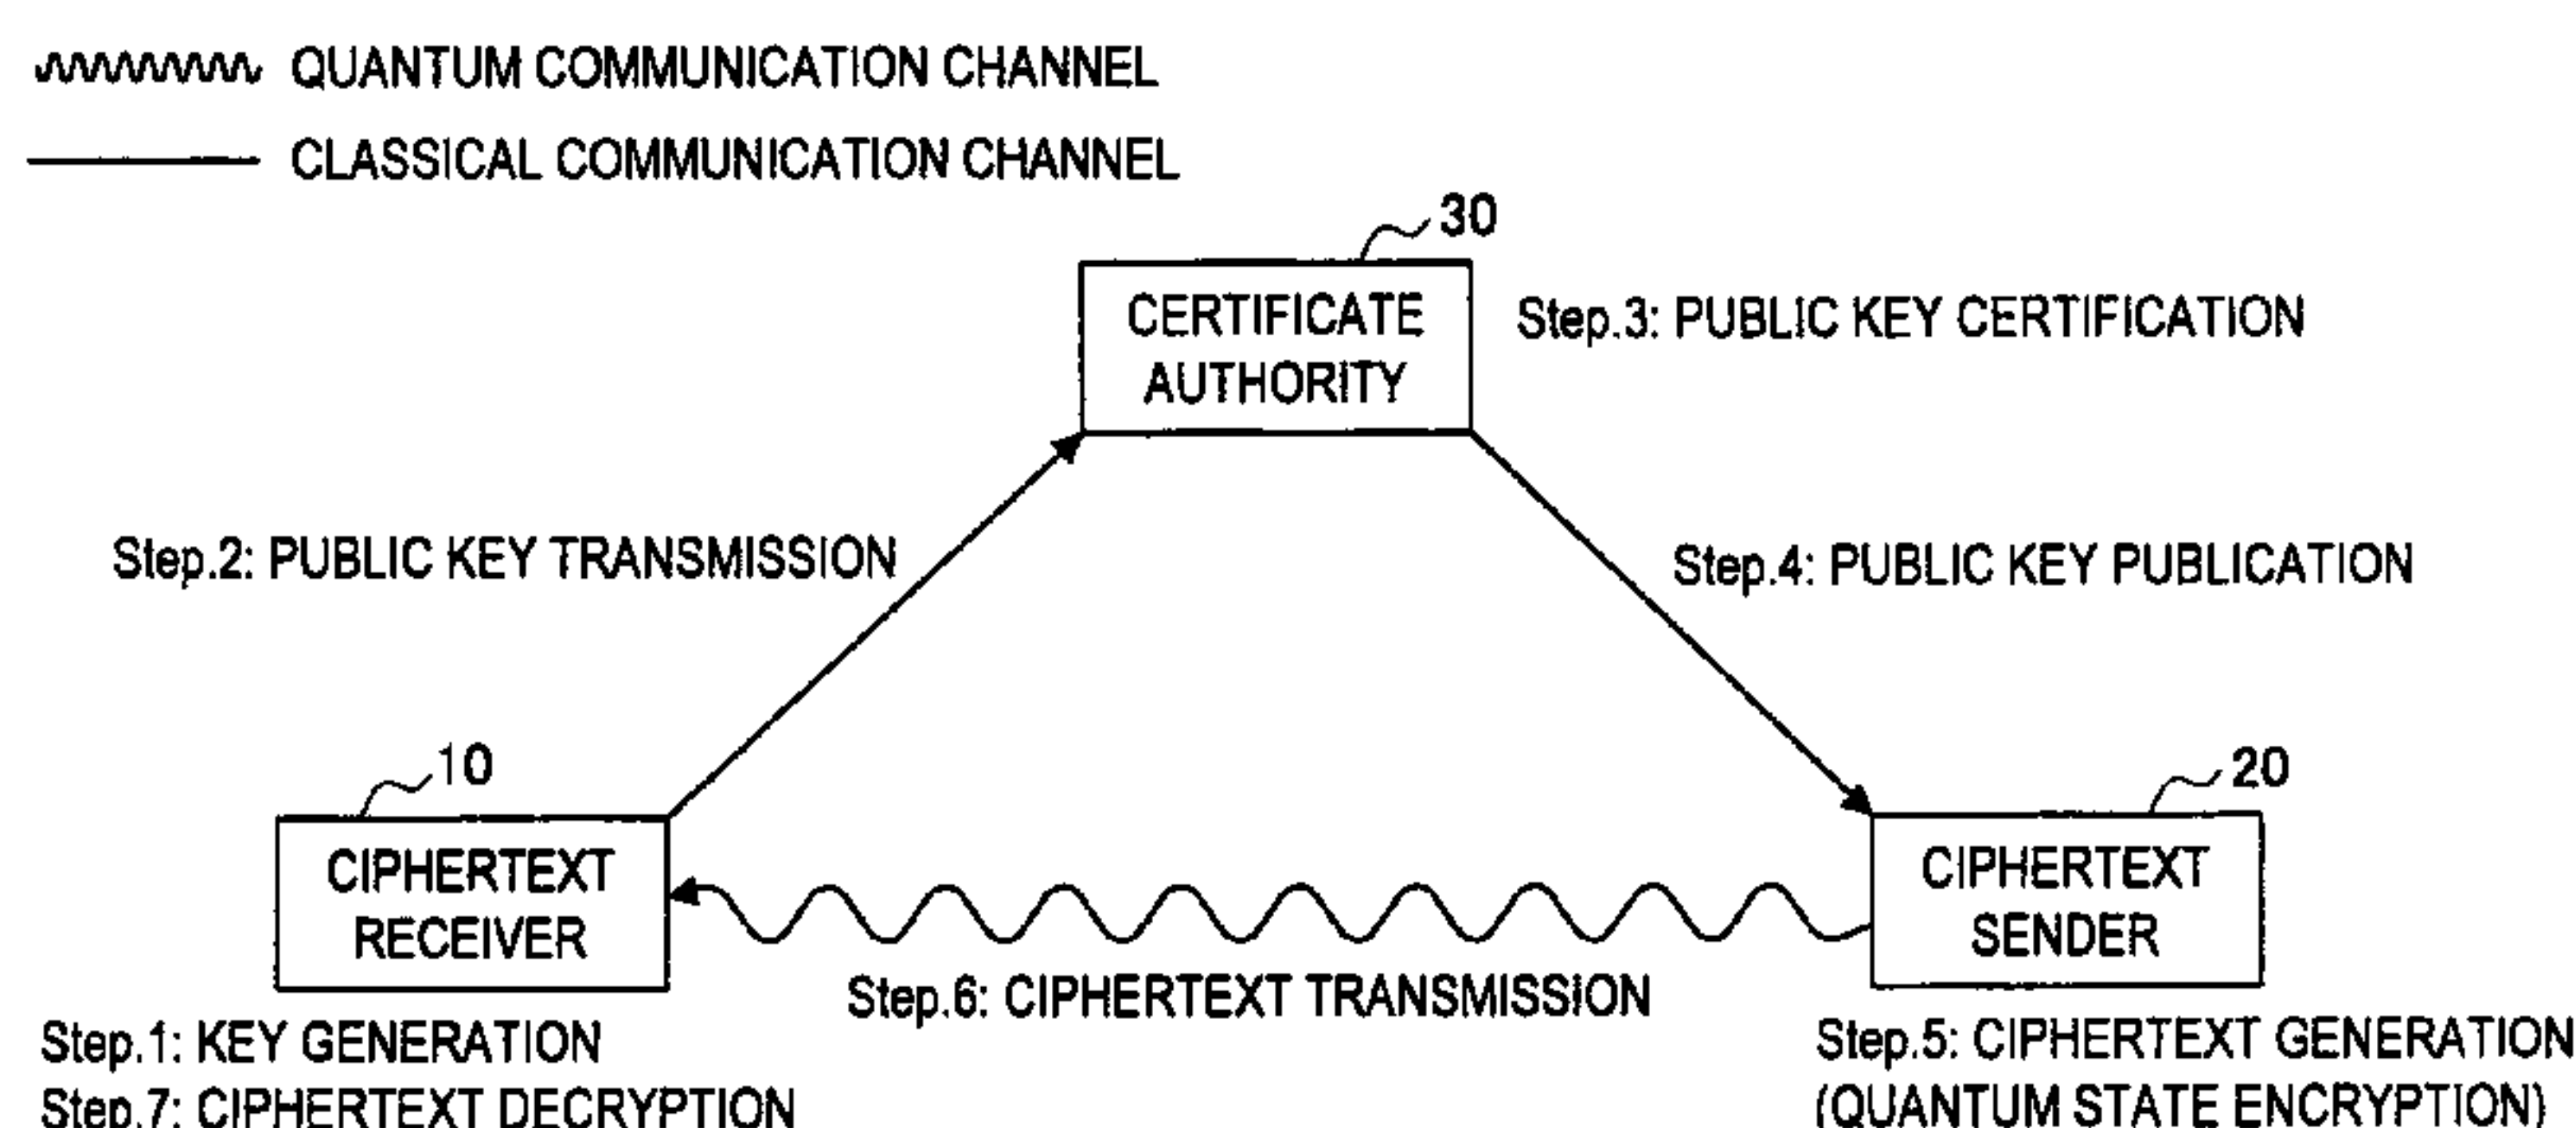 QUANTUM COMMUNICATION CHANNEL
CLASSICAL COMMUNICATION CHANNEL
30
CERTIFICATE
AUTHORITY
Step.3: PUBLIC KEY CERTIFICATION
Step.2: PUBLIC KEY TRANSMISSION
Step.4: PUBLIC KEY PUBLICATION
10
20
CIPHERTEXT
RECEIVER
CIPHERTEXT
SENDER
Step.6: CIPHERTEXT TRANSMISSION
Step.1: KEY GENERATION
Step.7: CIPHERTEXT DECRYPTION
Step.5: CIPHERTEXT GENERATION
(QUANTUM STATE ENCRYPTION)